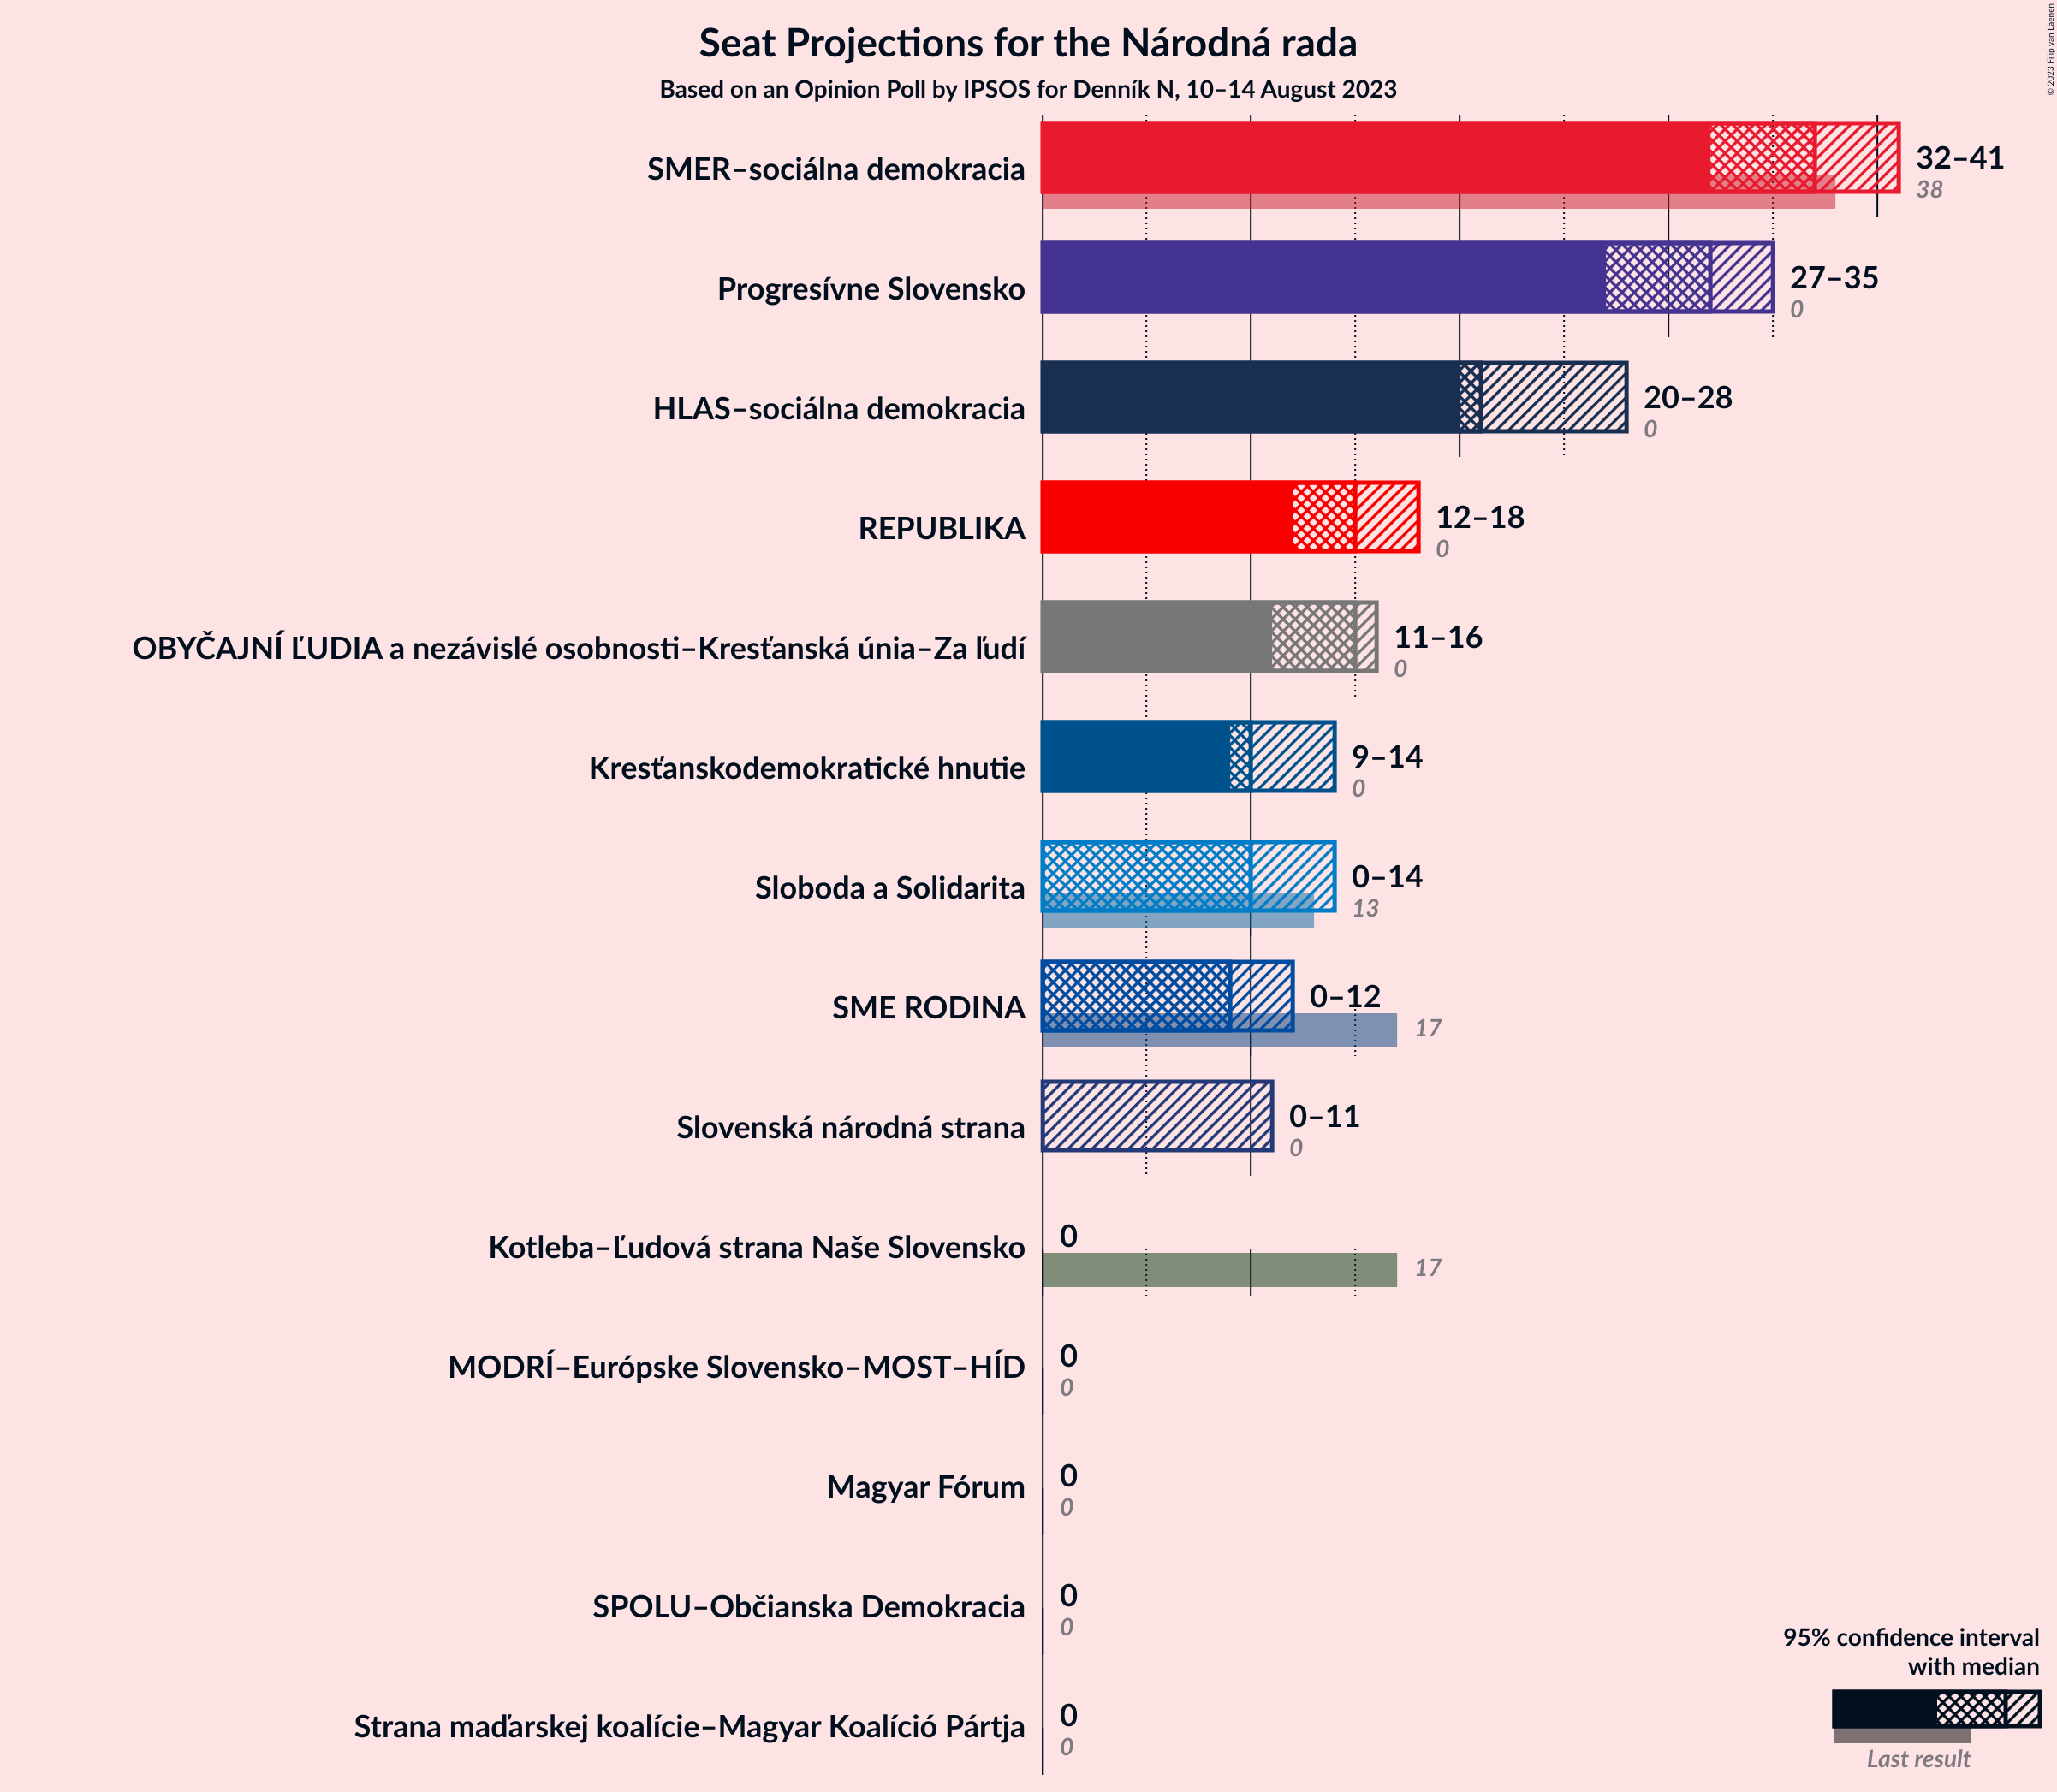 Seat Projections for the Národná rada
Based on an Opinion Poll by IPSOS for Denník N, 10–14 August 2023
© 2023 Filip van Laenen
SMER–sociálna demokracia
32–41
38
Progresívne Slovensko
27–35
0
HLAS–sociálna demokracia
20–28
0
REPUBLIKA
12–18
0
OBYČAJNÍ ĽUDIA a nezávislé osobnosti–Kresťanská únia–Za ľudí
11–16
0
Kresťanskodemokratické hnutie
9–14
0
Sloboda a Solidarita
0–14
13
SME RODINA
0–12
17
Slovenská národná strana
0–11
0
Kotleba–Ľudová strana Naše Slovensko
0
17
MODRÍ–Európske Slovensko–MOST–HÍD
0
0
Magyar Fórum
0
0
SPOLU–Občianska Demokracia
0
0
Strana maďarskej koalície–Magyar Koalíció Pártja
0
0
95% confidence interval
with median
Last result